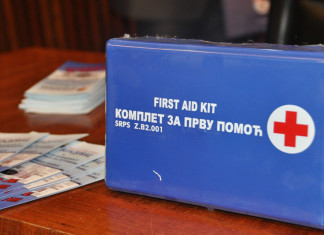 FIRST AID KIT
КОМПЛЕТ ЗА ПРВУ ПОМОЋ
SRPS Z.B2.001